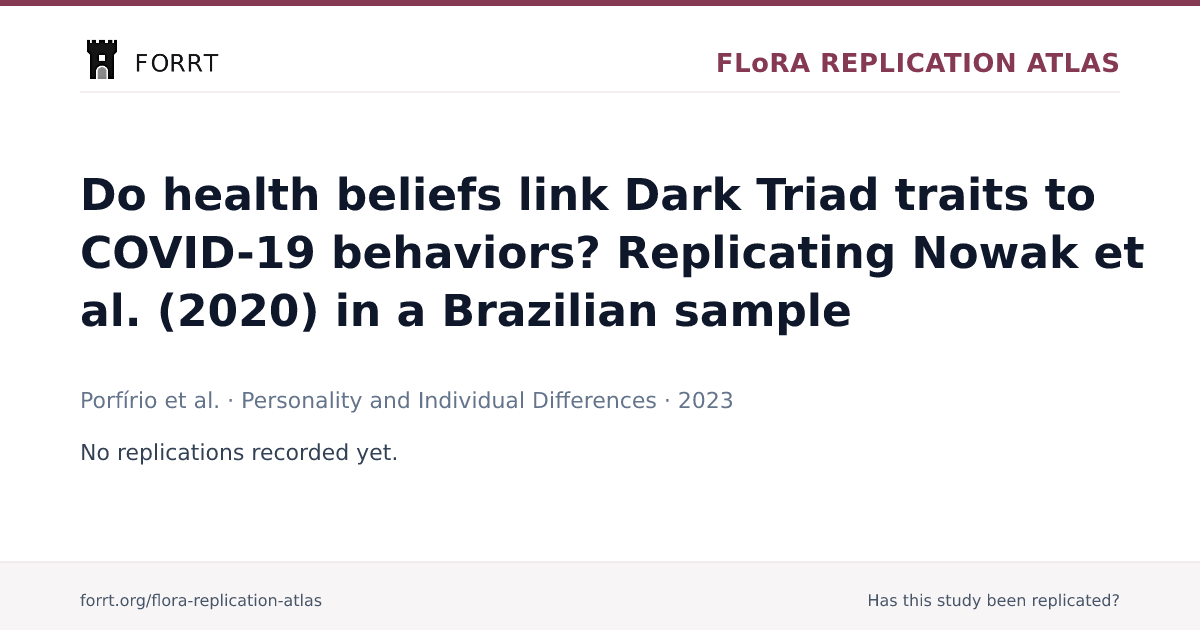 FORRT
FLoRA REPLICATION ATLAS
Do health beliefs link Dark Triad traits to
COVID-19 behaviors? Replicating Nowak et
al. (2020) in a Brazilian sample
Porfírio et al. · Personality and Individual Differences · 2023
No replications recorded yet.
forrt.org/flora-replication-atlas
Has this study been replicated?